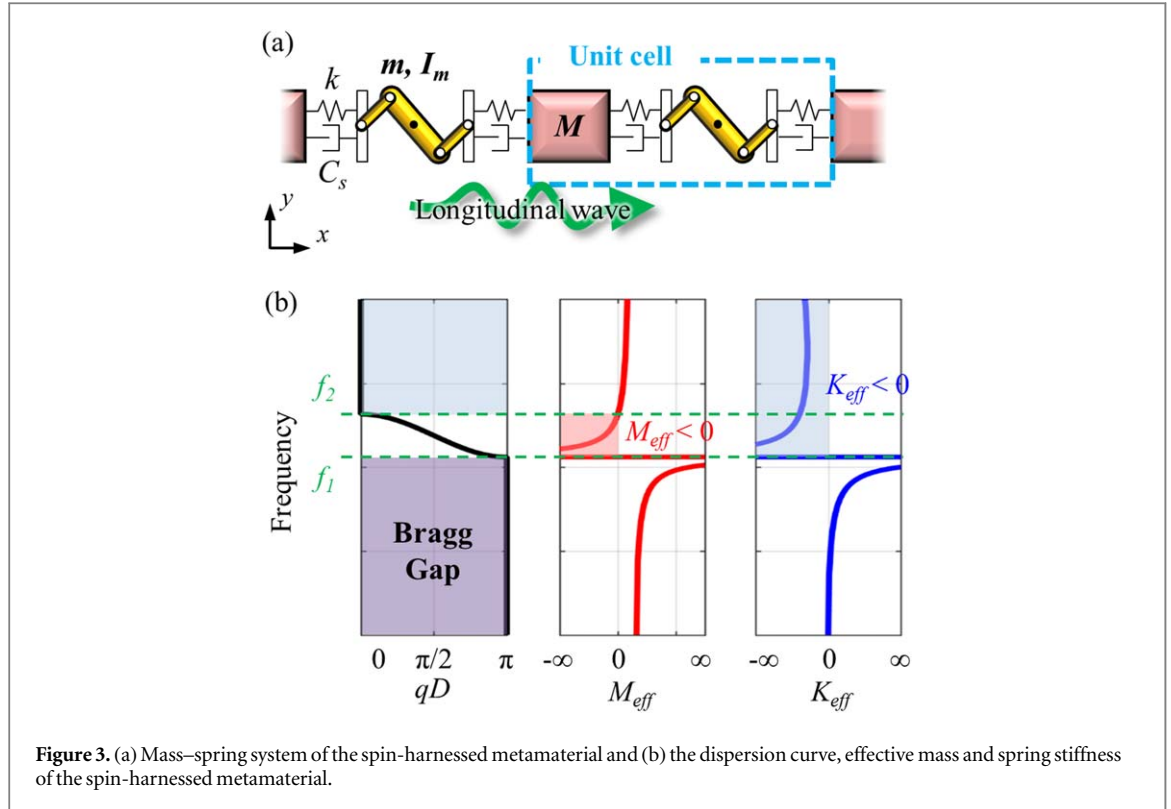 (a)
Unit cell
m, I_m
k
M
C_s
y
x
Longitudinal wave
(b)
f_2
f_1
Frequency
Bragg
Gap
M_eff < 0
K_eff < 0
0 π/2 π
qD
-∞ 0 ∞
M_eff
-∞ 0 ∞
K_eff
Figure 3. (a) Mass–spring system of the spin-harnessed metamaterial and (b) the dispersion curve, effective mass and spring stiffness
of the spin-harnessed metamaterial.